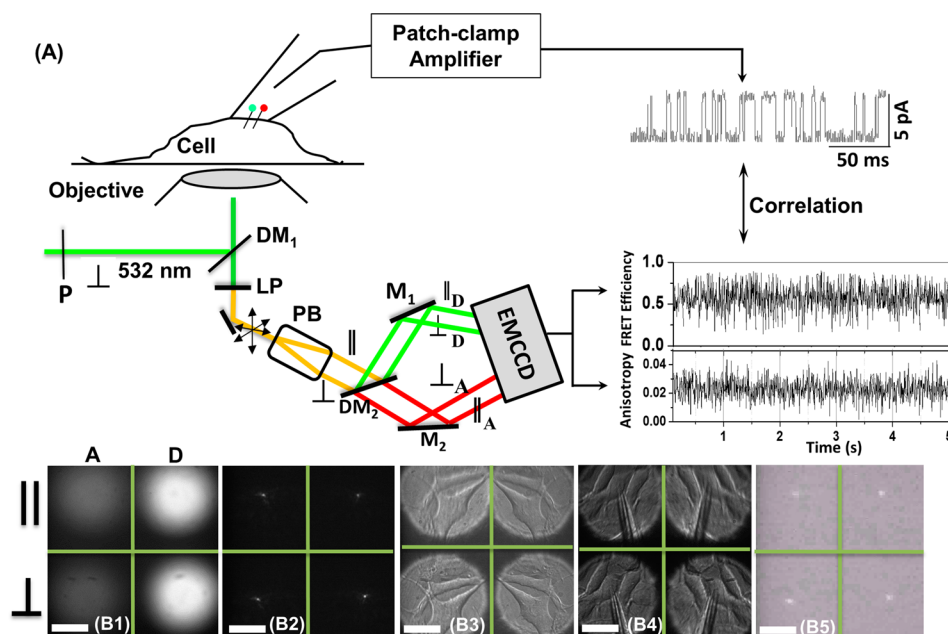 (A)
Patch-clamp
Amplifier
Cell
Objective
5 pA
50 ms
Correlation
DM1
532 nm
P
⊥
LP
PB
M1
∥D
⊥D
EMCCD
∥
⊥
DM2
⊥A
∥A
M2
FRET Efficiency
1.0
0.5
0.0
Anisotropy
0.04
0.02
0.00
1 2 3 4 5
Time (s)
A D
||
⊥
(B1) (B2) (B3) (B4) (B5)